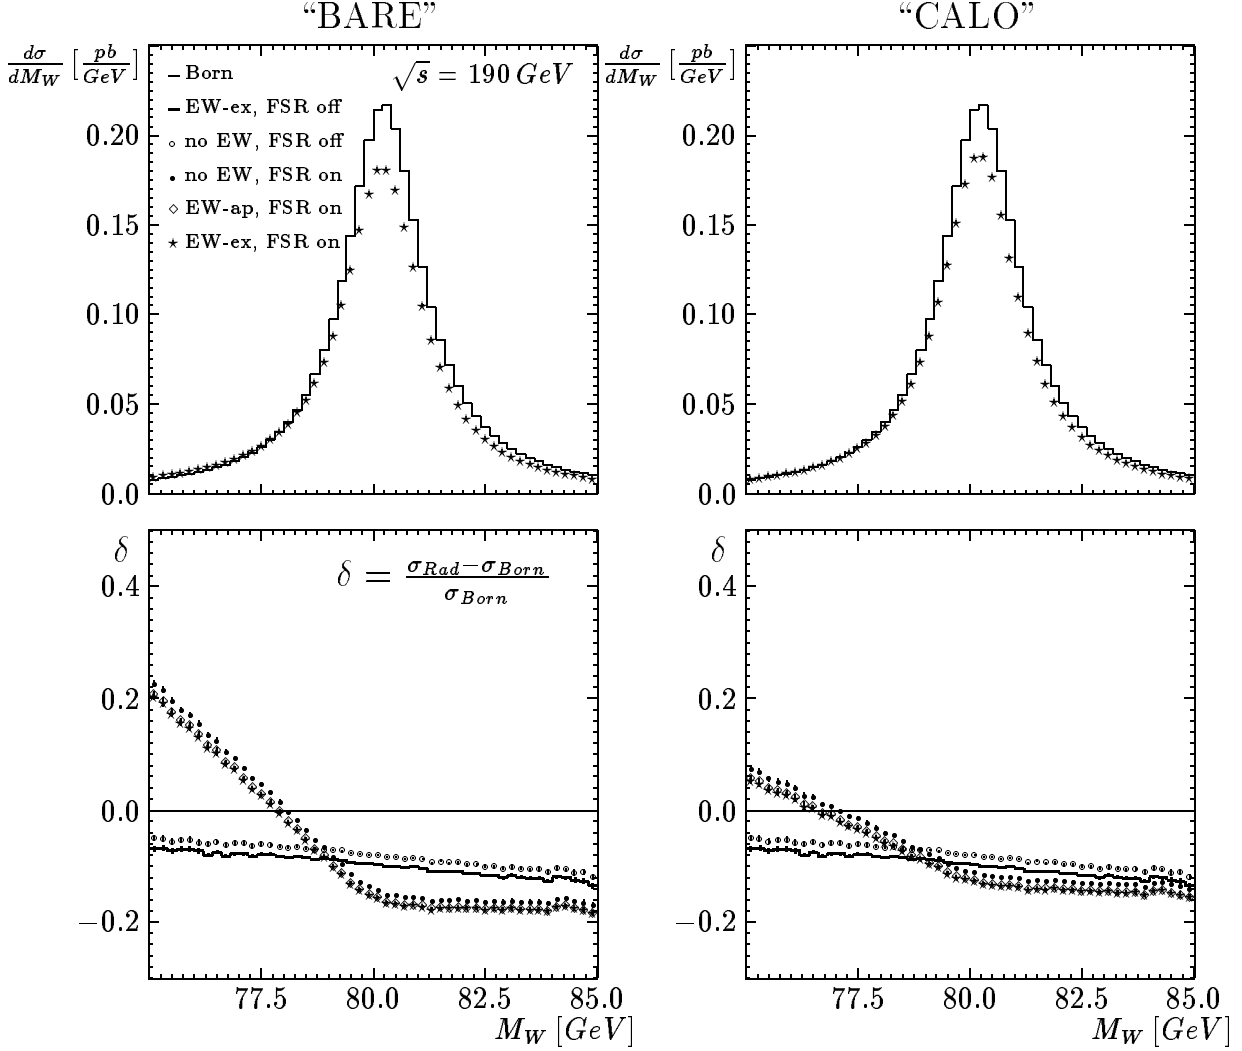 “BARE”
dσ/dM_W [pb/GeV]
√s = 190 GeV
Born
EW-ex, FSR off
no EW, FSR off
no EW, FSR on
EW-ap, FSR on
EW-ex, FSR on
0.20
0.15
0.10
0.05
0.0
“CALO”
dσ/dM_W [pb/GeV]
0.20
0.15
0.10
0.05
0.0
δ
δ = (σ_Rad − σ_Born)/σ_Born
0.4
0.2
0.0
−0.2
77.5 80.0 82.5 85.0
M_W [GeV]
δ
0.4
0.2
0.0
−0.2
77.5 80.0 82.5 85.0
M_W [GeV]